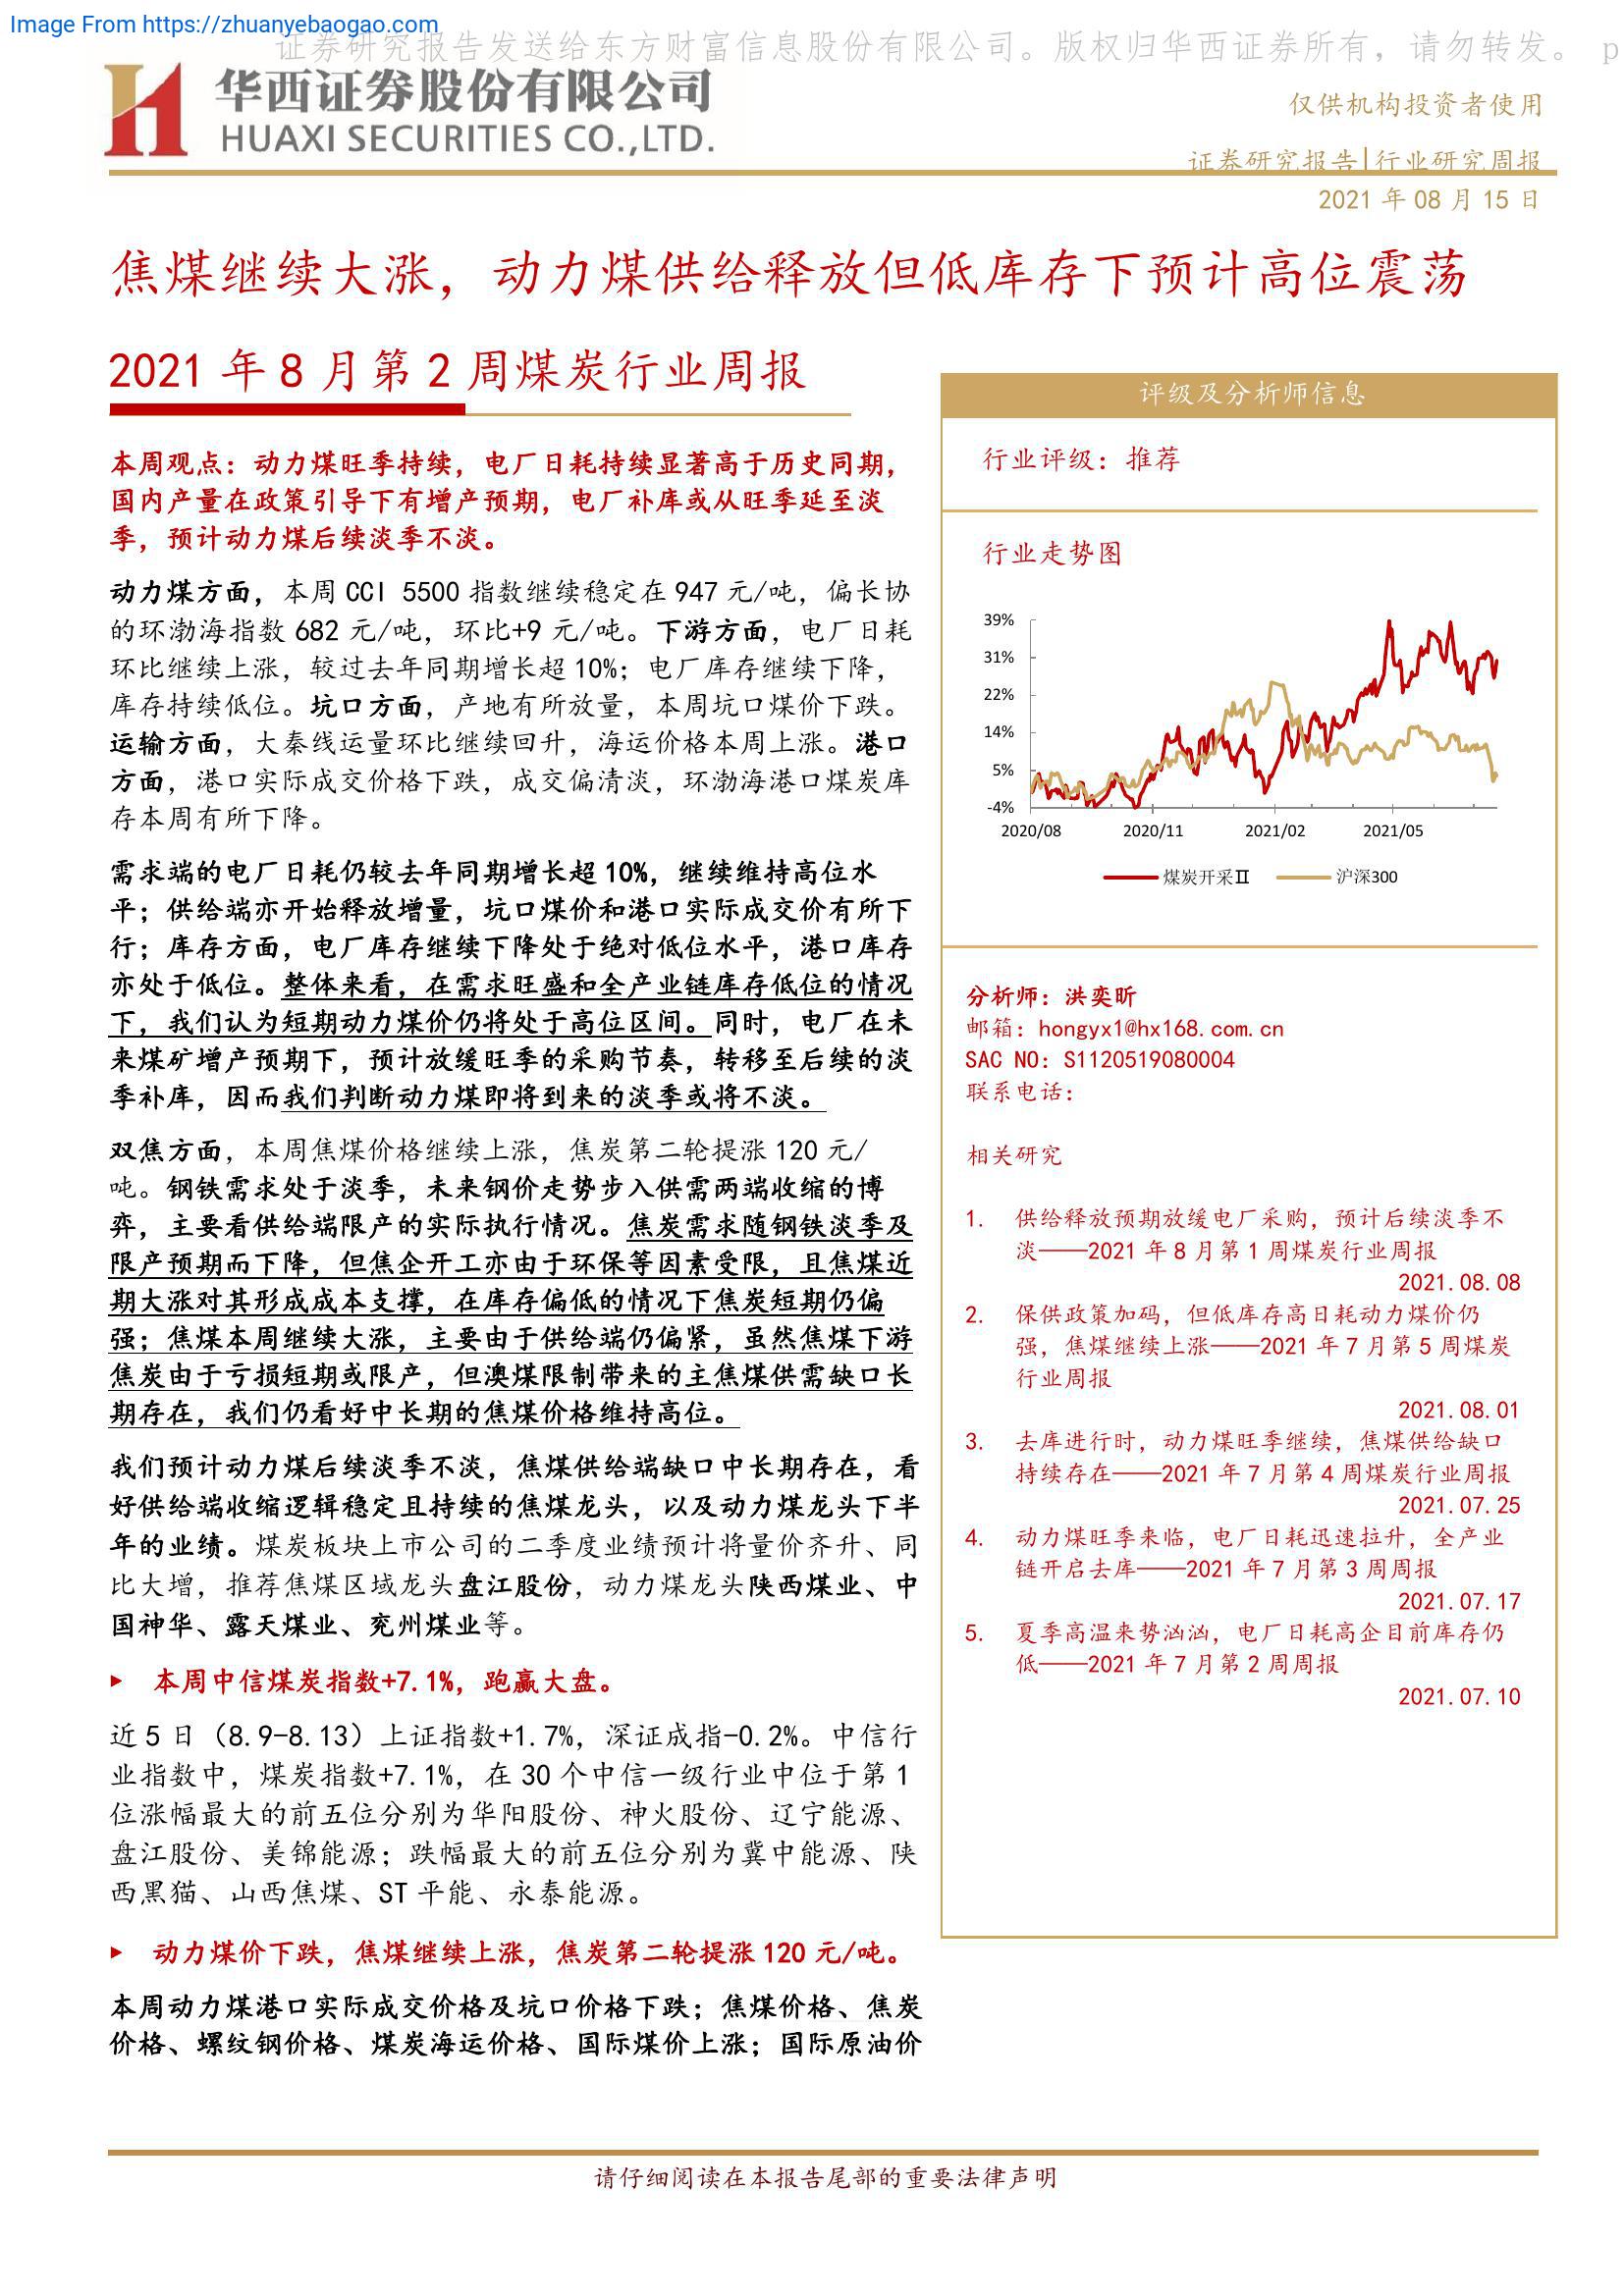 Image From https://zhuanyebaogao.com
证券研究报告发送给东方财富信息股份有限公司。版权归华西证券所有，请勿转发。 p
华西证券股份有限公司
HUAXI SECURITIES CO.,LTD.
仅供机构投资者使用
证券研究报告|行业研究周报
2021 年 08 月 15 日
焦煤继续大涨，动力煤供给释放但低库存下预计高位震荡
2021 年 8 月第 2 周煤炭行业周报
本周观点：动力煤旺季持续，电厂日耗持续显著高于历史同期，
国内产量在政策引导下有增产预期，电厂补库或从旺季延至淡
季，预计动力煤后续淡季不淡。
动力煤方面，本周 CCI 5500 指数继续稳定在 947 元/吨，偏长协
的环渤海指数 682 元/吨，环比+9 元/吨。下游方面，电厂日耗
环比继续上涨，较过去年同期增长超 10%；电厂库存继续下降，
库存持续低位。坑口方面，产地有所放量，本周坑口煤价下跌。
运输方面，大秦线运量环比继续回升，海运价格本周上涨。港口
方面，港口实际成交价格下跌，成交偏清淡，环渤海港口煤炭库
存本周有所下降。
需求端的电厂日耗仍较去年同期增长超 10%，继续维持高位水
平；供给端亦开始释放增量，坑口煤价和港口实际成交价有所下
行；库存方面，电厂库存继续下降处于绝对低位水平，港口库存
亦处于低位。整体来看，在需求旺盛和全产业链库存低位的情况
下，我们认为短期动力煤价仍将处于高位区间。同时，电厂在未
来煤矿增产预期下，预计放缓旺季的采购节奏，转移至后续的淡
季补库，因而我们判断动力煤即将到来的淡季或将不淡。
双焦方面，本周焦煤价格继续上涨，焦炭第二轮提涨 120 元/
吨。钢铁需求处于淡季，未来钢价走势步入供需两端收缩的博
弈，主要看供给端限产的实际执行情况。焦炭需求随钢铁淡季及
限产预期而下降，但焦企开工亦由于环保等因素受限，且焦煤近
期大涨对其形成成本支撑，在库存偏低的情况下焦炭短期仍偏
强；焦煤本周继续大涨，主要由于供给端仍偏紧，虽然焦煤下游
焦炭由于亏损短期或限产，但澳煤限制带来的主焦煤供需缺口长
期存在，我们仍看好中长期的焦煤价格维持高位。
我们预计动力煤后续淡季不淡，焦煤供给端缺口中长期存在，看
好供给端收缩逻辑稳定且持续的焦煤龙头，以及动力煤龙头下半
年的业绩。煤炭板块上市公司的二季度业绩预计将量价齐升、同
比大增，推荐焦煤区域龙头盘江股份，动力煤龙头陕西煤业、中
国神华、露天煤业、兖州煤业等。
本周中信煤炭指数+7.1%，跑赢大盘。
近 5 日（8.9-8.13）上证指数+1.7%，深证成指-0.2%。中信行
业指数中，煤炭指数+7.1%，在 30 个中信一级行业中位于第 1
位涨幅最大的前五位分别为华阳股份、神火股份、辽宁能源、
盘江股份、美锦能源；跌幅最大的前五位分别为冀中能源、陕
西黑猫、山西焦煤、ST 平能、永泰能源。
动力煤价下跌，焦煤继续上涨，焦炭第二轮提涨 120 元/吨。
本周动力煤港口实际成交价格及坑口价格下跌；焦煤价格、焦炭
价格、螺纹钢价格、煤炭海运价格、国际煤价上涨；国际原油价
评级及分析师信息
行业评级：推荐
行业走势图
39%
31%
22%
14%
5%
-4%
2020/08 2020/11 2021/02 2021/05
煤炭开采Ⅱ 沪深300
分析师：洪奕昕
邮箱：hongyx1@hx168.com.cn
SAC NO：S1120519080004
联系电话：
相关研究
1. 供给释放预期放缓电厂采购，预计后续淡季不
淡——2021 年 8 月第 1 周煤炭行业周报
2021.08.08
2. 保供政策加码，但低库存高日耗动力煤价仍
强，焦煤继续上涨——2021 年 7 月第 5 周煤炭
行业周报
2021.08.01
3. 去库进行时，动力煤旺季继续，焦煤供给缺口
持续存在——2021 年 7 月第 4 周煤炭行业周报
2021.07.25
4. 动力煤旺季来临，电厂日耗迅速拉升，全产业
链开启去库——2021 年 7 月第 3 周周报
2021.07.17
5. 夏季高温来势汹汹，电厂日耗高企目前库存仍
低——2021 年 7 月第 2 周周报
2021.07.10
请仔细阅读在本报告尾部的重要法律声明